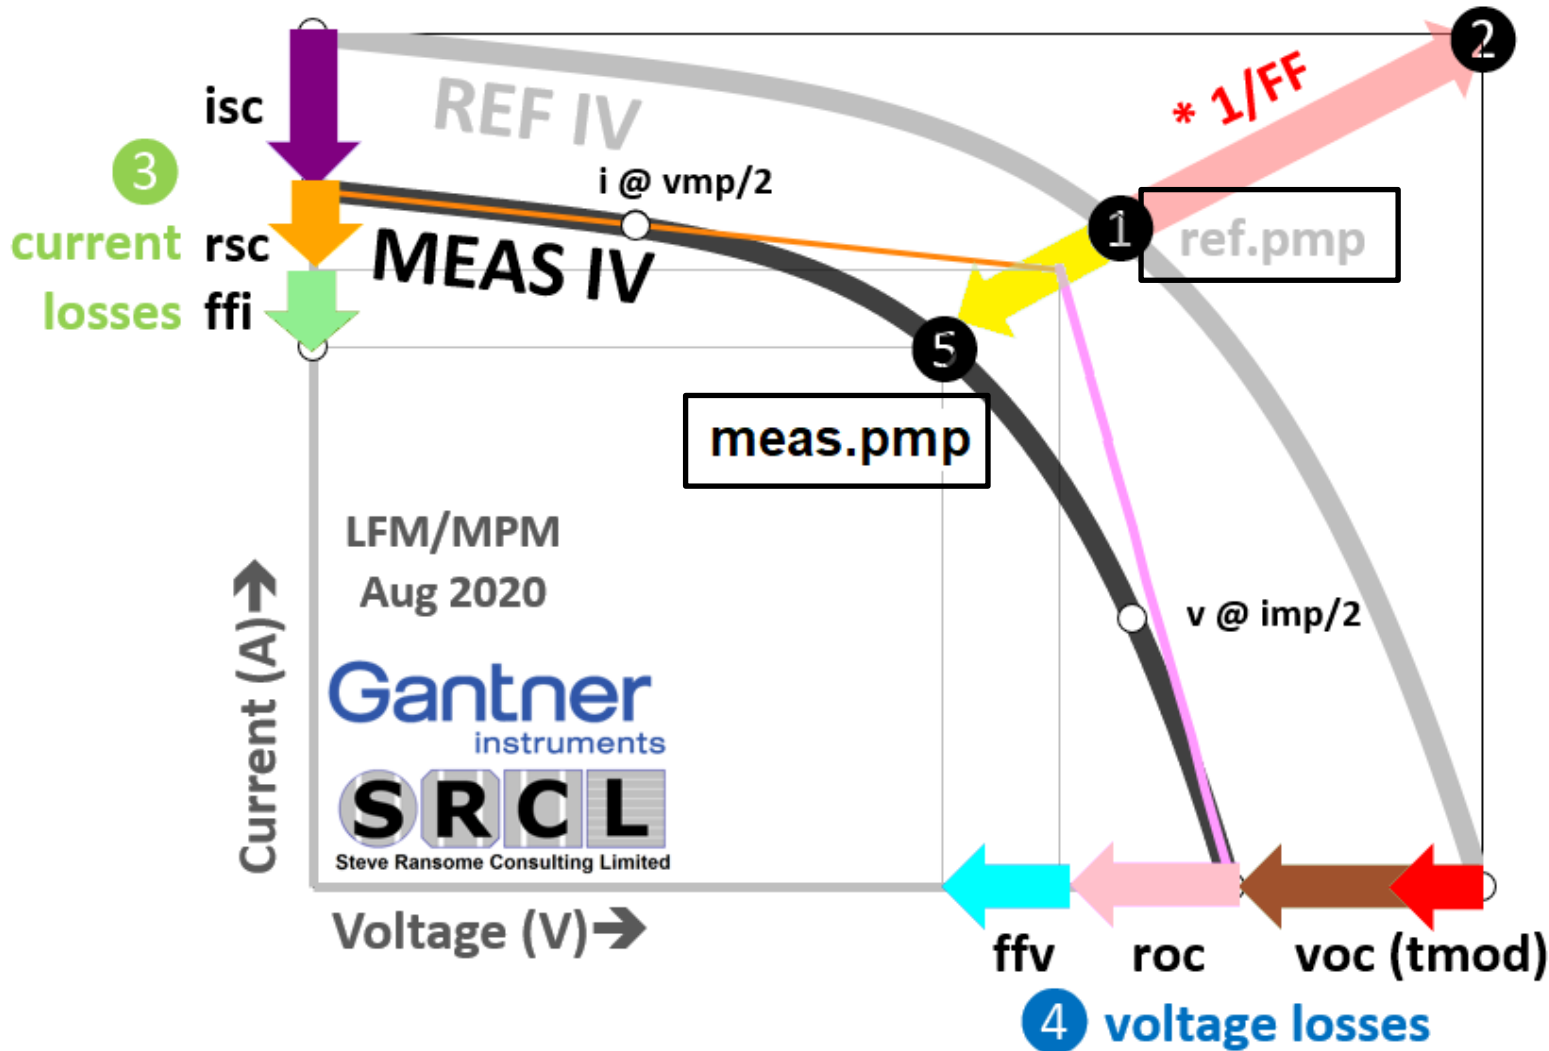 2
* 1/FF
isc
REF IV
3
i @ vmp/2
1
ref.pmp
current
rsc
MEAS IV
losses
ffi
5
meas.pmp
LFM/MPM
Aug 2020
v @ imp/2
Current (A)→
Gantner
instruments
SRCL
Steve Ransome Consulting Limited
Voltage (V)→
ffv
roc
voc (tmod)
4
voltage losses